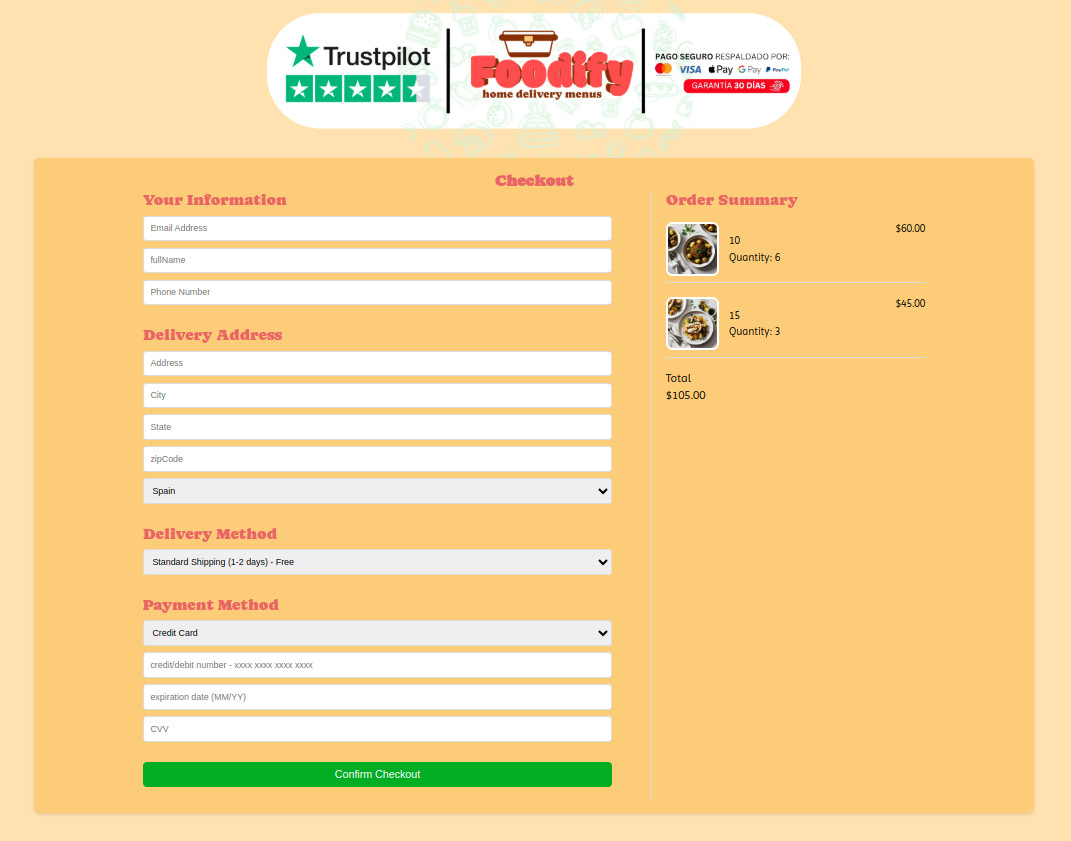 Trustpilot
Foodify
home delivery menus
PAGO SEGURO RESPALDADO POR:
VISA Pay G Pay PayPal
GARANTÍA 30 DÍAS
Checkout
Your Information
Email Address
fullName
Phone Number
Delivery Address
Address
City
State
zipCode
Spain
Delivery Method
Standard Shipping (1-2 days) - Free
Payment Method
Credit Card
credit/debit number - xxxx xxxx xxxx xxxx
expiration date (MM/YY)
CVV
Confirm Checkout
Order Summary
10
Quantity: 6
$60.00
15
Quantity: 3
$45.00
Total
$105.00